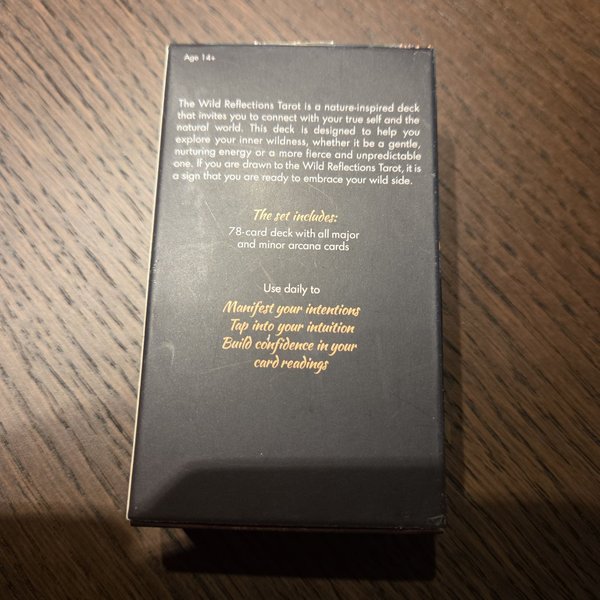 Age 14+
The Wild Reflections Tarot is a nature-inspired deck
that invites you to connect with your true self and the
natural world. This deck is designed to help you
explore your inner wildness, whether it be a gentle,
nurturing energy or a more fierce and unpredictable
one. If you are drawn to the Wild Reflections Tarot, it is
a sign that you are ready to embrace your wild side.
The set includes:
78-card deck with all major
and minor arcana cards
Use daily to
Manifest your intentions
Tap into your intuition
Build confidence in your
card readings